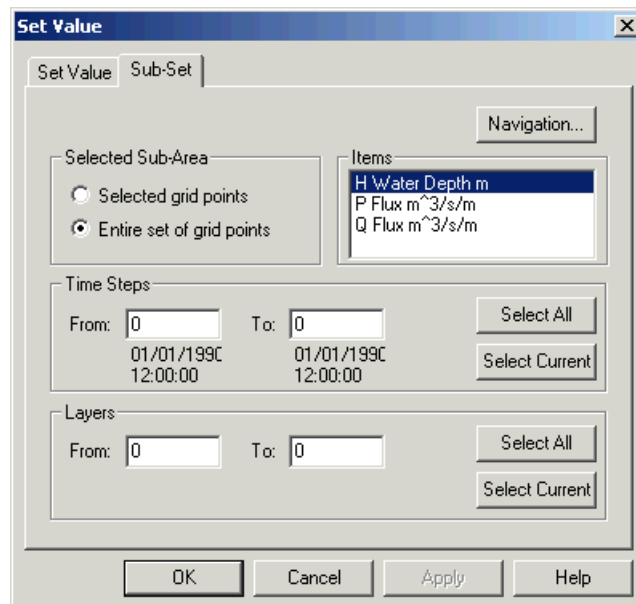 Set Value
Set Value Sub-Set
Navigation...
Selected Sub-Area
Selected grid points
Entire set of grid points
Items
H Water Depth m
P Flux m^3/s/m
Q Flux m^3/s/m
Time Steps
From: 0 To: 0 Select All
01/01/1990 01/01/1990 Select Current
12:00:00 12:00:00
Layers
From: 0 To: 0 Select All
Select Current
OK Cancel Apply Help